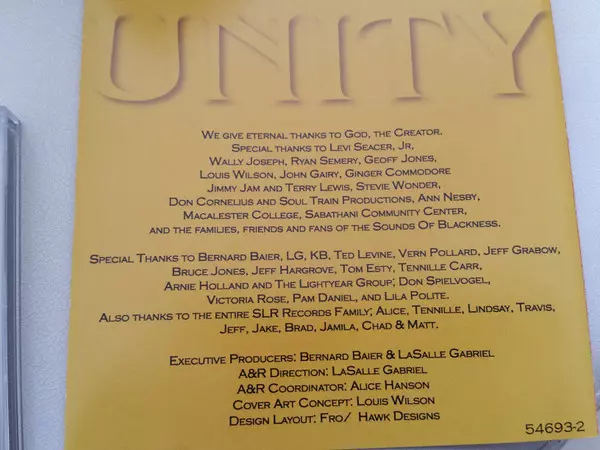 UNITY
WE GIVE ETERNAL THANKS TO GOD, THE CREATOR.
SPECIAL THANKS TO LEVI SEACER, JR,
WALLY JOSEPH, RYAN SEMERY, GEOFF JONES,
LOUIS WILSON, JOHN GAIRY, GINGER COMMODORE
JIMMY JAM AND TERRY LEWIS, STEVIE WONDER,
DON CORNELIUS AND SOUL TRAIN PRODUCTIONS, ANN NESBY,
MACALESTER COLLEGE, SABATHANI COMMUNITY CENTER,
AND THE FAMILIES, FRIENDS AND FANS OF THE SOUNDS OF BLACKNESS.
SPECIAL THANKS TO BERNARD BAIER, LG, KB, TED LEVINE, VERN POLLARD, JEFF GRABOW,
BRUCE JONES, JEFF HARGROVE, TOM ESTY, TENNILLE CARR,
ARNIE HOLLAND AND THE LIGHTYEAR GROUP; DON SPIELVOGEL,
VICTORIA ROSE, PAM DANIEL, AND LILA POLITE.
ALSO THANKS TO THE ENTIRE SLR RECORDS FAMILY; ALICE, TENNILLE, LINDSAY, TRAVIS,
JEFF, JAKE, BRAD, JAMILA, CHAD & MATT.
EXECUTIVE PRODUCERS: BERNARD BAIER & LASALLE GABRIEL
A&R DIRECTION: LASALLE GABRIEL
A&R COORDINATOR: ALICE HANSON
COVER ART CONCEPT: LOUIS WILSON
DESIGN LAYOUT: FRO/ HAWK DESIGNS
54693-2